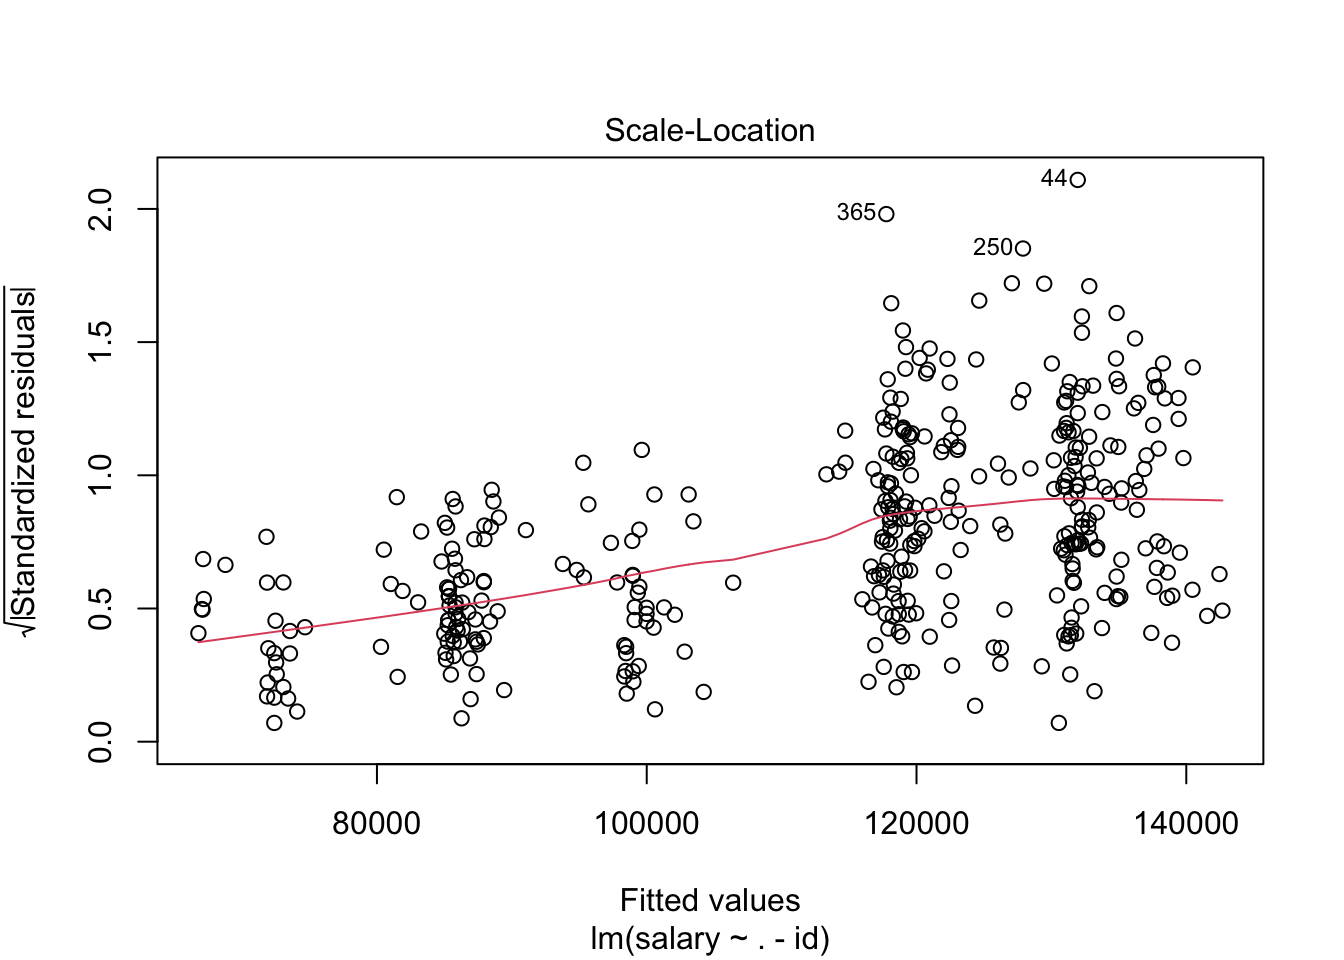 Scale-Location
√|Standardized residuals|
2.0
1.5
1.0
0.5
0.0
44
365
250
80000 100000 120000 140000
Fitted values
lm(salary ~ . - id)